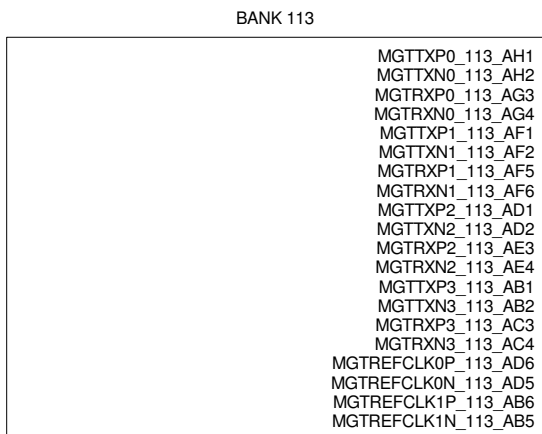 BANK 113
MGTTXP0_113_AH1
MGTTXN0_113_AH2
MGTRXP0_113_AG3
MGTRXN0_113_AG4
MGTTXP1_113_AF1
MGTTXN1_113_AF2
MGTRXP1_113_AF5
MGTRXN1_113_AF6
MGTTXP2_113_AD1
MGTTXN2_113_AD2
MGTRXP2_113_AE3
MGTRXN2_113_AE4
MGTTXP3_113_AB1
MGTTXN3_113_AB2
MGTRXP3_113_AC3
MGTRXN3_113_AC4
MGTREFCLK0P_113_AD6
MGTREFCLK0N_113_AD5
MGTREFCLK1P_113_AB6
MGTREFCLK1N_113_AB5